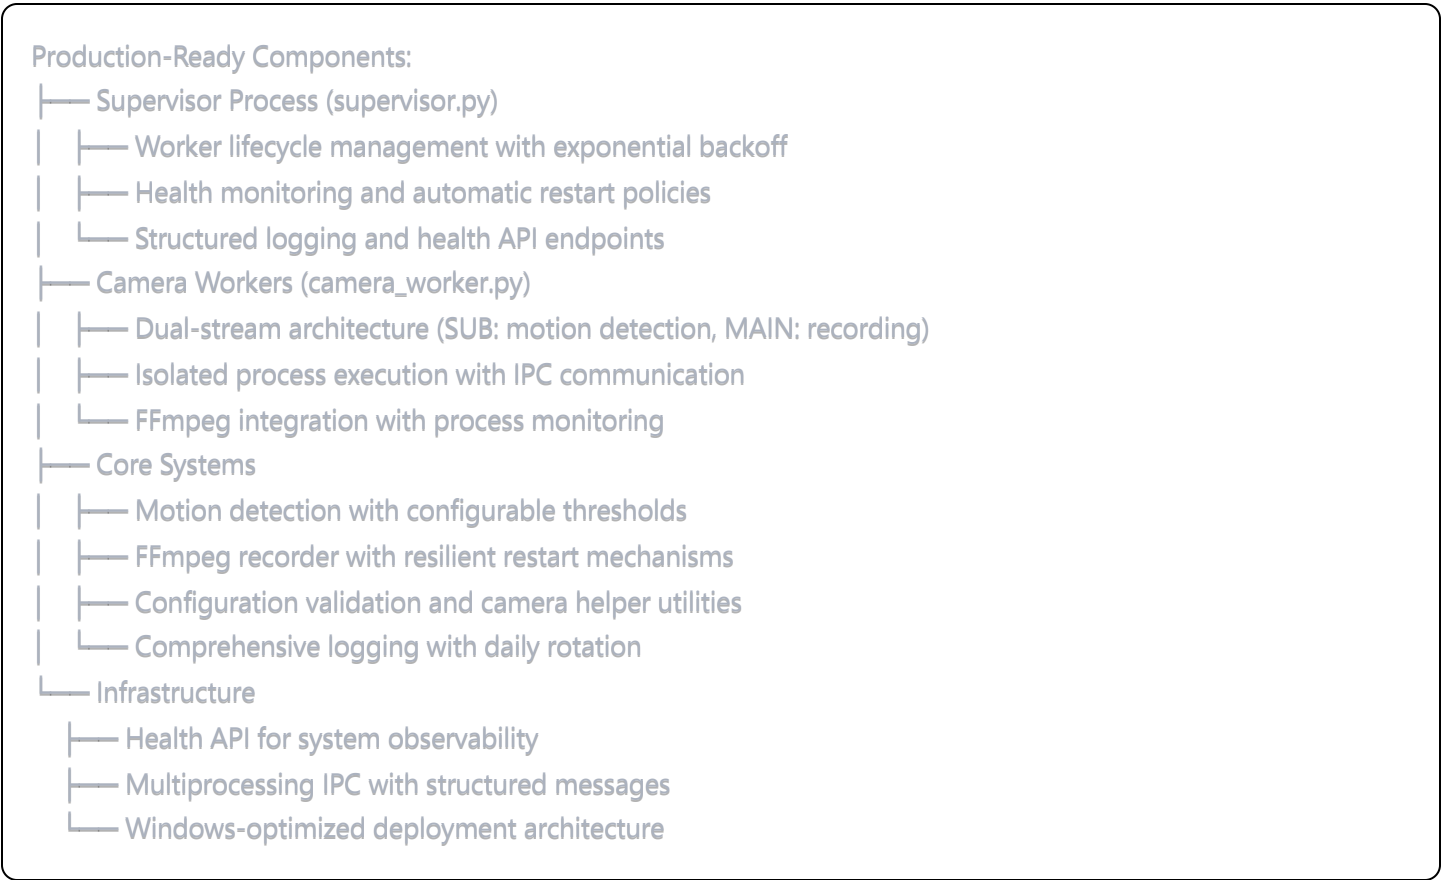 Production-Ready Components:
├── Supervisor Process (supervisor.py)
│   ├── Worker lifecycle management with exponential backoff
│   ├── Health monitoring and automatic restart policies
│   └── Structured logging and health API endpoints
├── Camera Workers (camera_worker.py)
│   ├── Dual-stream architecture (SUB: motion detection, MAIN: recording)
│   ├── Isolated process execution with IPC communication
│   └── FFmpeg integration with process monitoring
├── Core Systems
│   ├── Motion detection with configurable thresholds
│   ├── FFmpeg recorder with resilient restart mechanisms
│   ├── Configuration validation and camera helper utilities
│   └── Comprehensive logging with daily rotation
└── Infrastructure
    ├── Health API for system observability
    ├── Multiprocessing IPC with structured messages
    └── Windows-optimized deployment architecture